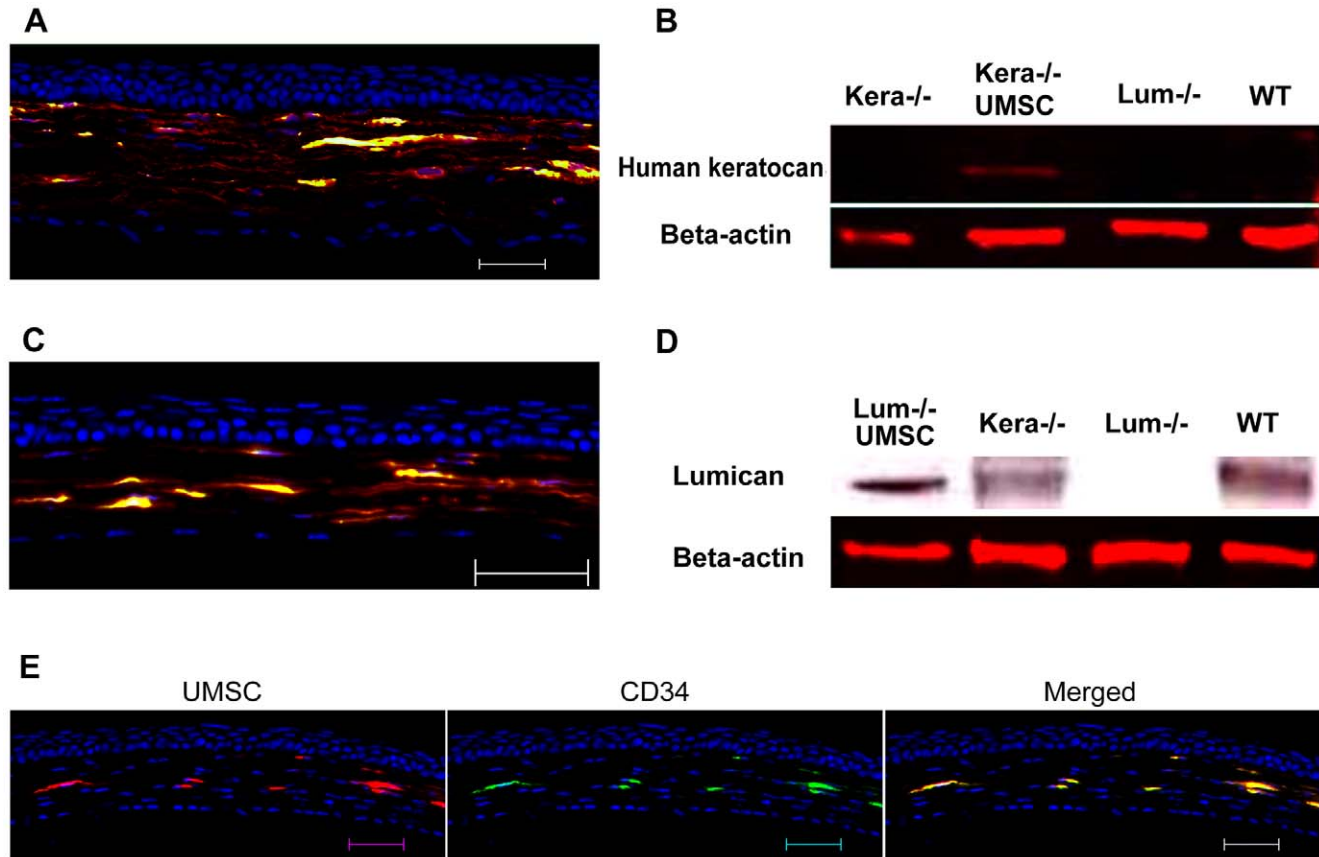 A
B
Kera-/-
Kera-/-
UMSC
Lum-/-
WT
Human keratocan
Beta-actin
C
D
Lum-/-
UMSC
Kera-/-
Lum-/-
WT
Lumican
Beta-actin
E
UMSC
CD34
Merged